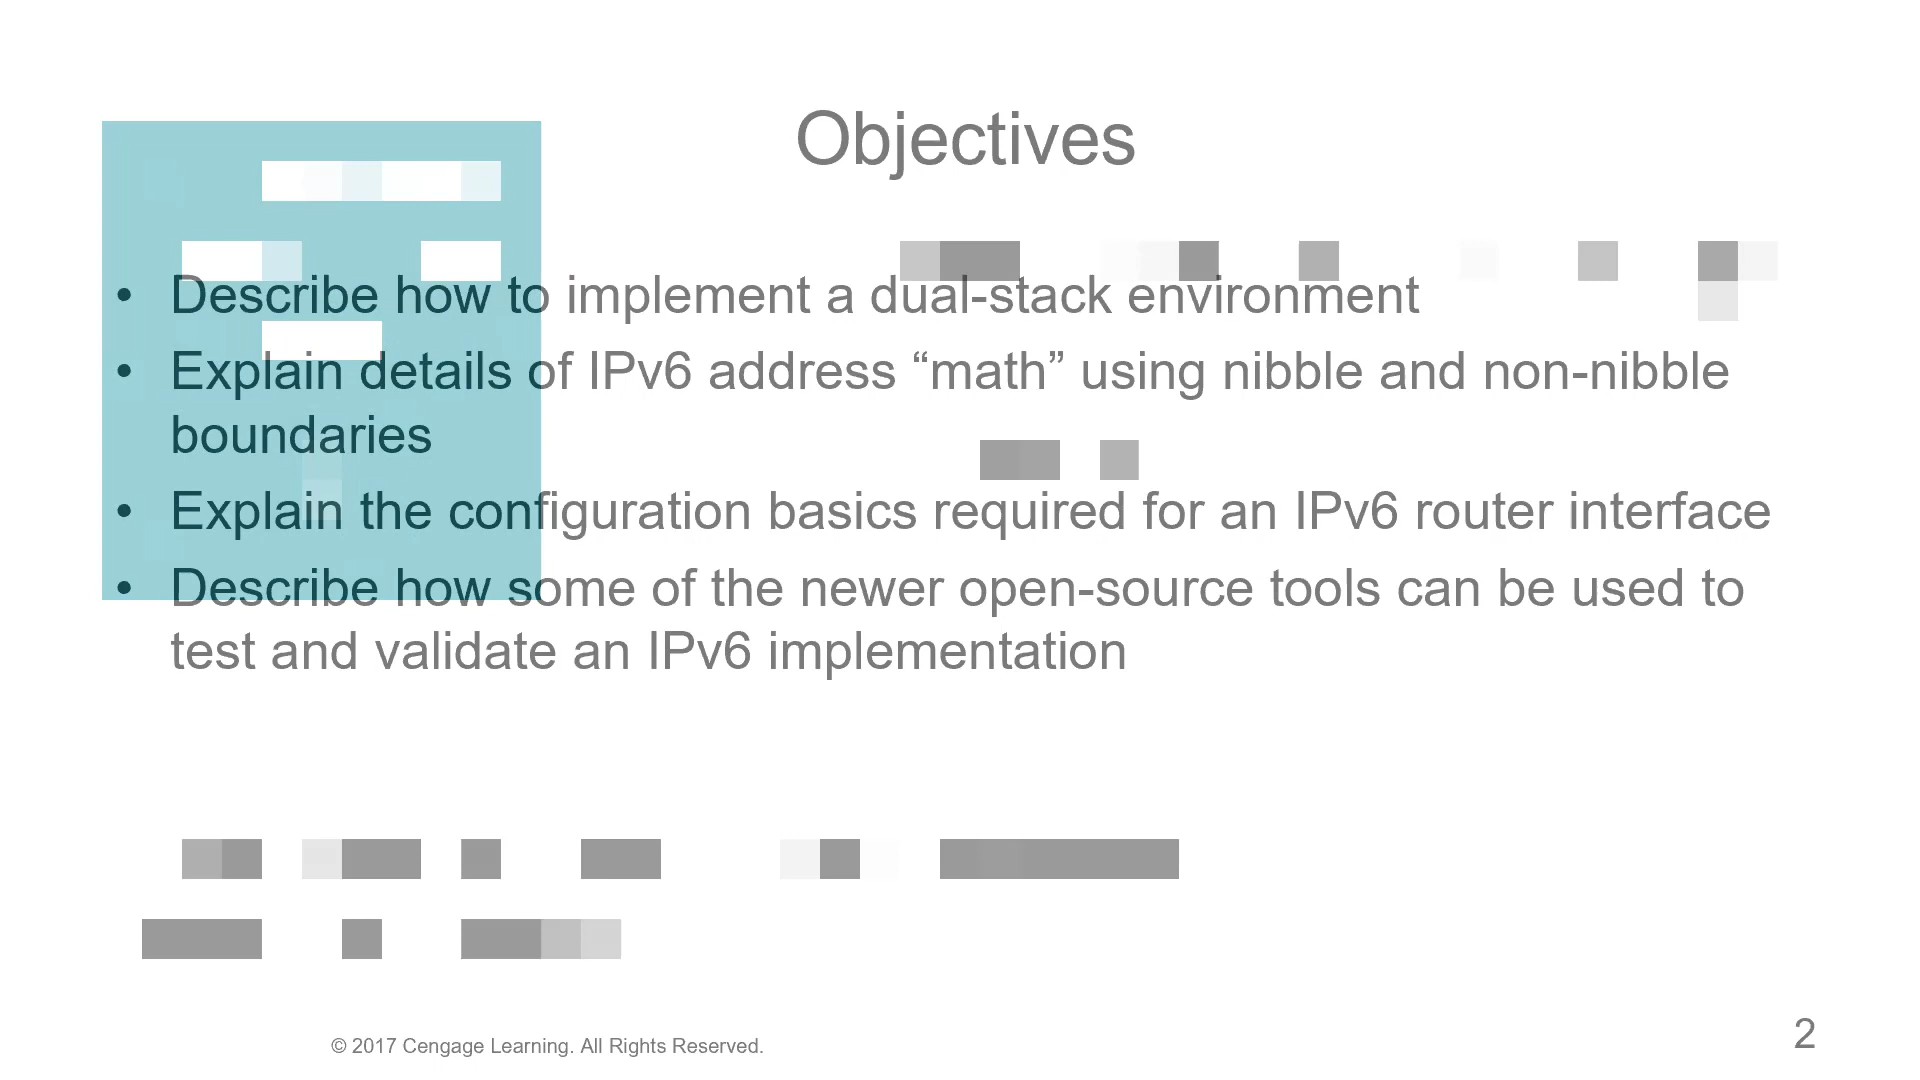 Objectives
• Describe how to implement a dual-stack environment
• Explain details of IPv6 address “math” using nibble and non-nibble
boundaries
• Explain the configuration basics required for an IPv6 router interface
• Describe how some of the newer open-source tools can be used to
test and validate an IPv6 implementation
© 2017 Cengage Learning. All Rights Reserved.
2